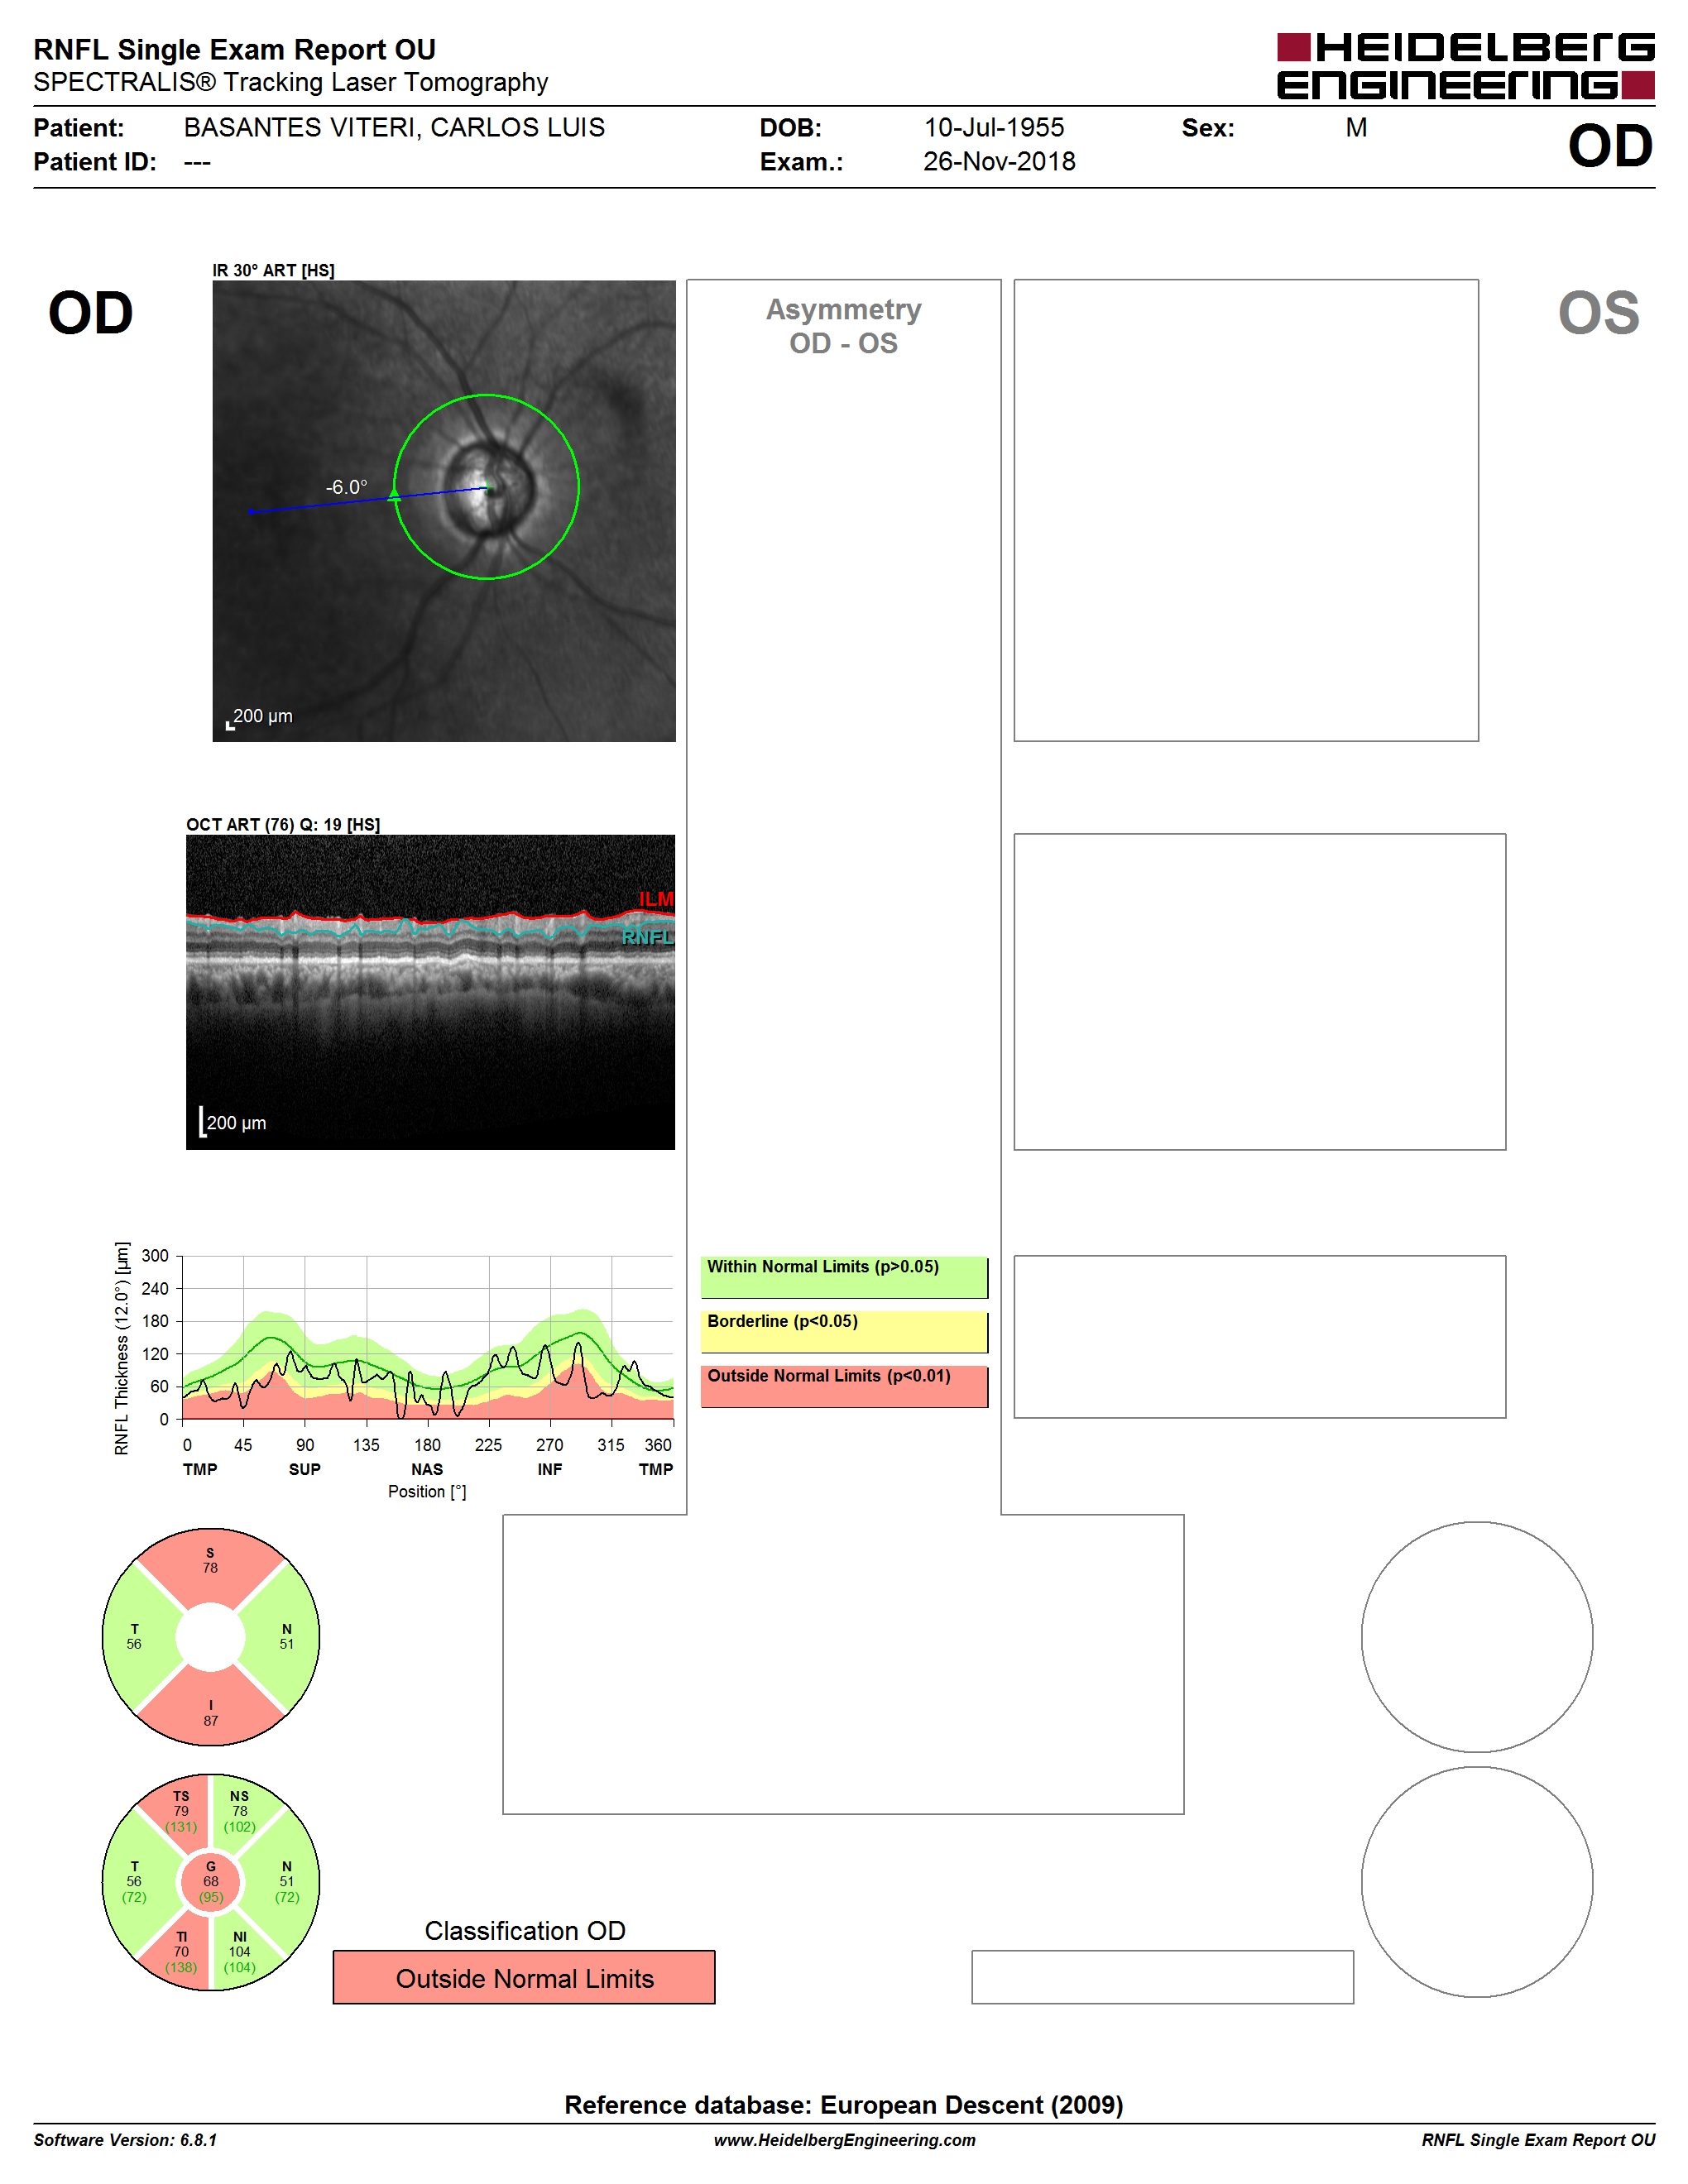 RNFL Single Exam Report OU
SPECTRALIS® Tracking Laser Tomography
HEIDELBERG
ENGINEERING
Patient: BASANTES VITERI, CARLOS LUIS DOB: 10-Jul-1955 Sex: M
Patient ID: --- Exam.: 26-Nov-2018
OD
IR 30° ART [HS]
OD
-6.0°
200 µm
Asymmetry
OD - OS
OS
OCT ART (76) Q: 19 [HS]
ILM
RNFL
200 µm
RNFL Thickness (12.0°) [µm]
300
240
180
120
60
0
0 45 90 135 180 225 270 315 360
TMP SUP NAS INF TMP
Position [°]
Within Normal Limits (p>0.05)
Borderline (p<0.05)
Outside Normal Limits (p<0.01)
S
78
T
56
N
51
I
87
TS
79
(131)
NS
78
(102)
T
56
(72)
G
68
(95)
N
51
(72)
TI
70
(138)
NI
104
(104)
Classification OD
Outside Normal Limits
Reference database: European Descent (2009)
Software Version: 6.8.1 www.HeidelbergEngineering.com RNFL Single Exam Report OU